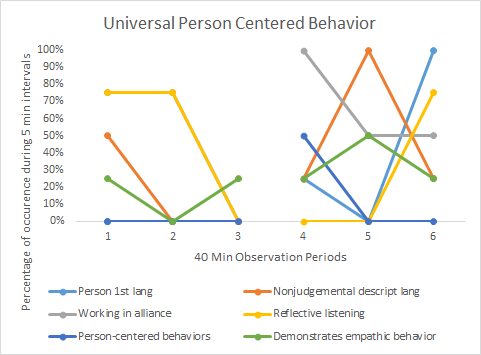 Universal Person Centered Behavior
Percentage of occurence during 5 min intervals
100%
90%
80%
70%
60%
50%
40%
30%
20%
10%
0%
1 2 3 4 5 6
40 Min Observation Periods
Person 1st lang Nonjudgemental descript lang
Working in alliance Reflective listening
Person-centered behaviors Demonstrates empathic behavior